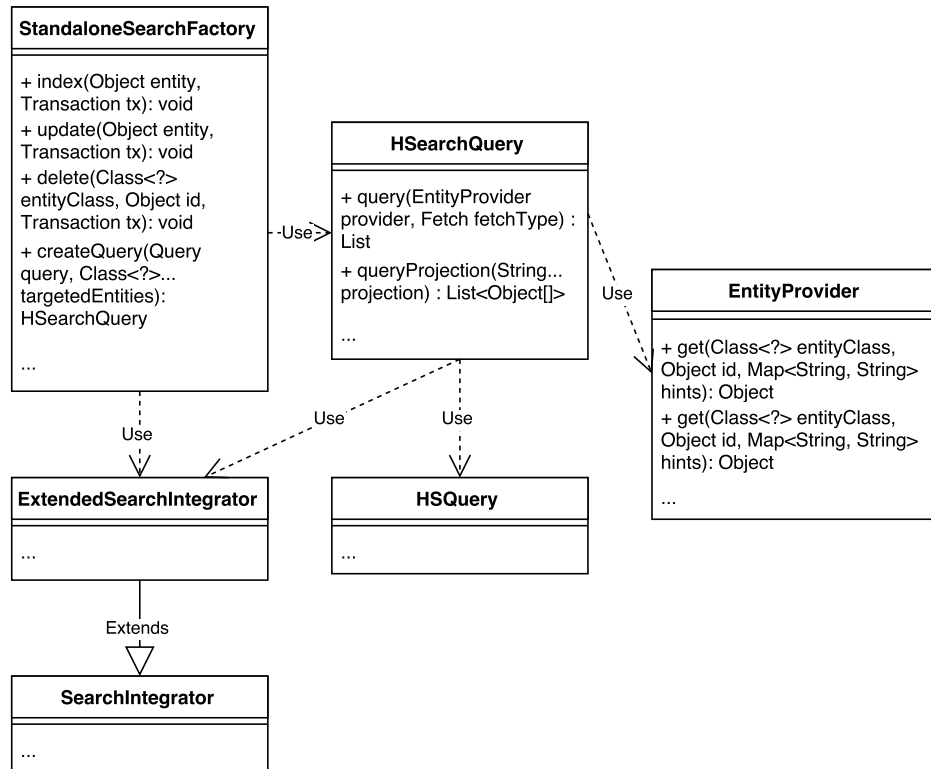 StandaloneSearchFactory
+ index(Object entity,
Transaction tx): void
+ update(Object entity,
Transaction tx): void
+ delete(Class<?>
entityClass, Object id,
Transaction tx): void
+ createQuery(Query
query, Class<?>...
targetedEntities):
HSearchQuery
...
Use
HSearchQuery
+ query(EntityProvider
provider, Fetch fetchType) :
List
+ queryProjection(String...
projection) : List<Object[]>
...
Use
EntityProvider
+ get(Class<?> entityClass,
Object id, Map<String, String>
hints): Object
+ get(Class<?> entityClass,
Object id, Map<String, String>
hints): Object
...
Use
Use
Use
ExtendedSearchIntegrator
...
HSQuery
...
Extends
SearchIntegrator
...